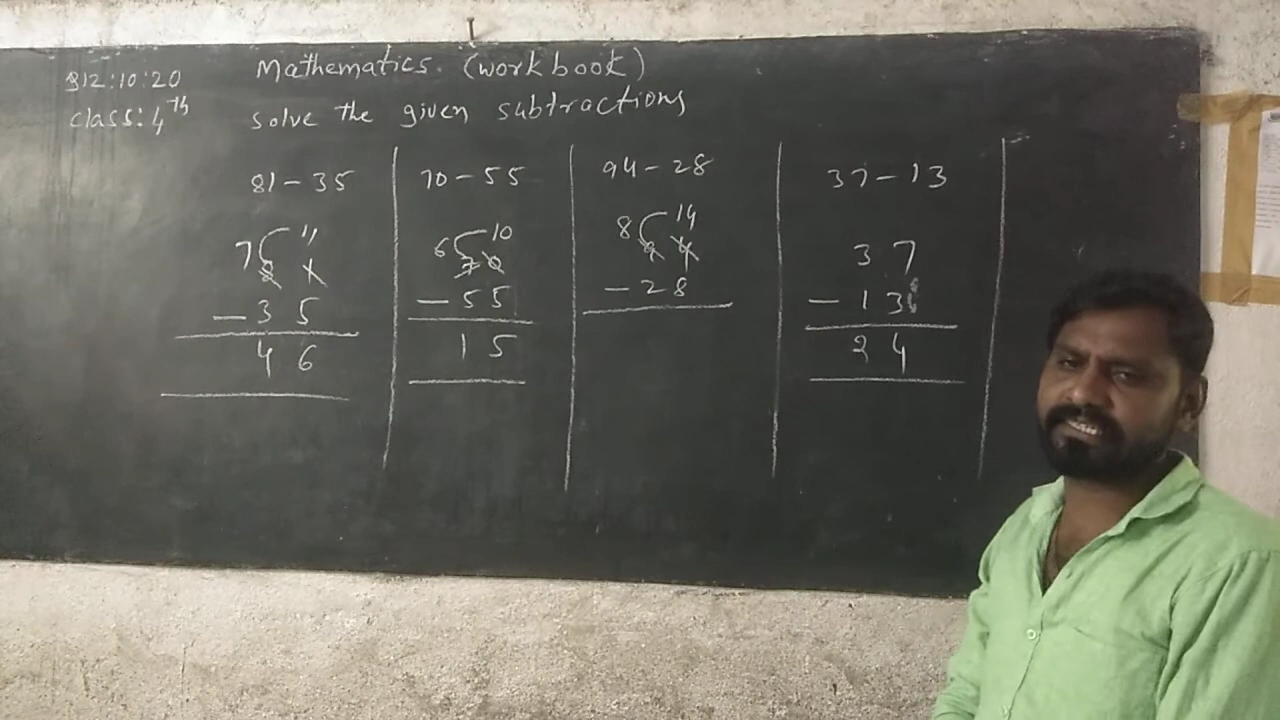 312:10:20 Mathematics. (workbook)
class: 4th solve the given subtractions
81-35 70-55 94-28 37-13
7 11 6 10 8 14
8 1 7 0 9 4 3 7
-3 5 -5 5 -2 8 -1 3
4 6 1 5 2 4